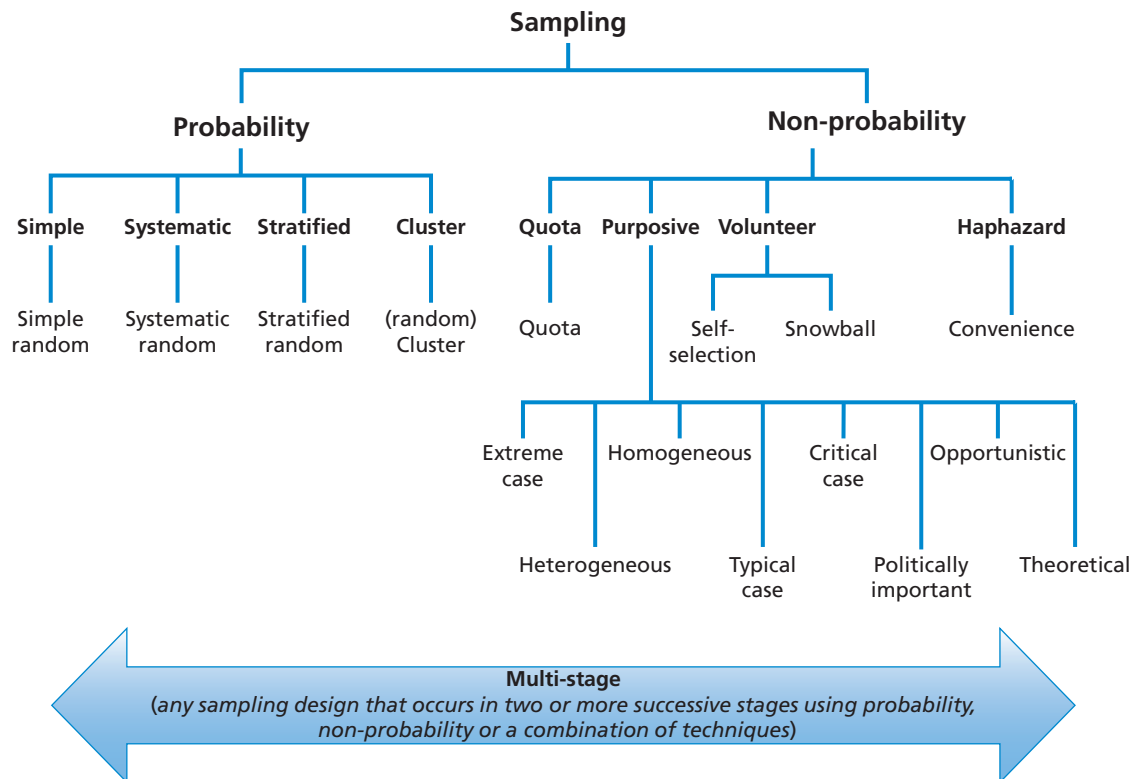 Sampling
Probability
Non-probability
Simple
Systematic
Stratified
Cluster
Quota
Purposive
Volunteer
Haphazard
Simple
random
Systematic
random
Stratified
random
(random)
Cluster
Quota
Self-
selection
Snowball
Convenience
Extreme
case
Homogeneous
Critical
case
Opportunistic
Heterogeneous
Typical
case
Politically
important
Theoretical
Multi-stage
(any sampling design that occurs in two or more successive stages using probability,
non-probability or a combination of techniques)